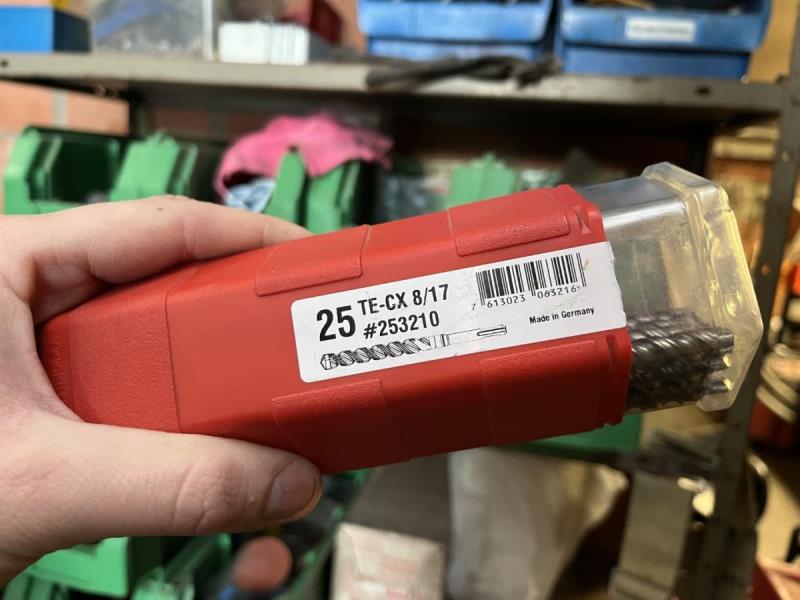 25 TE-CX 8/17
#253210
7 613023 063216
Made in Germany